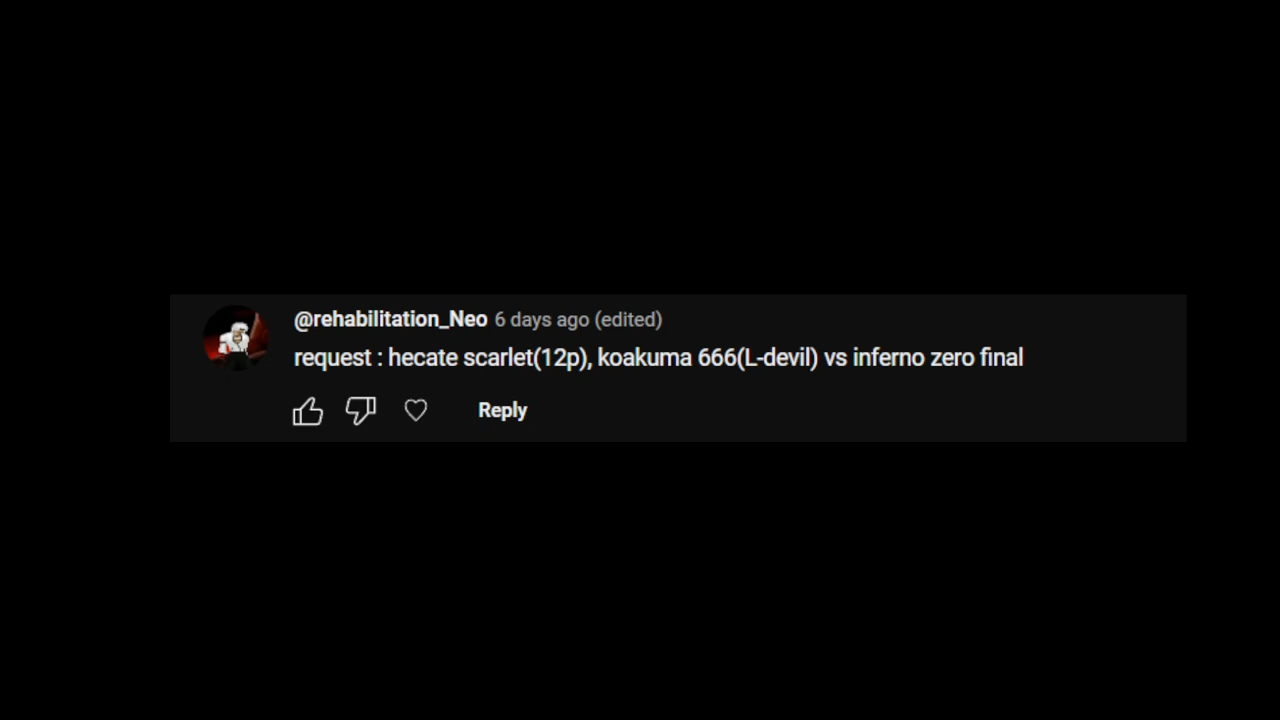 @rehabilitation_Neo 6 days ago (edited)
request : hecate scarlet(12p), koakuma 666(L-devil) vs inferno zero final
Reply